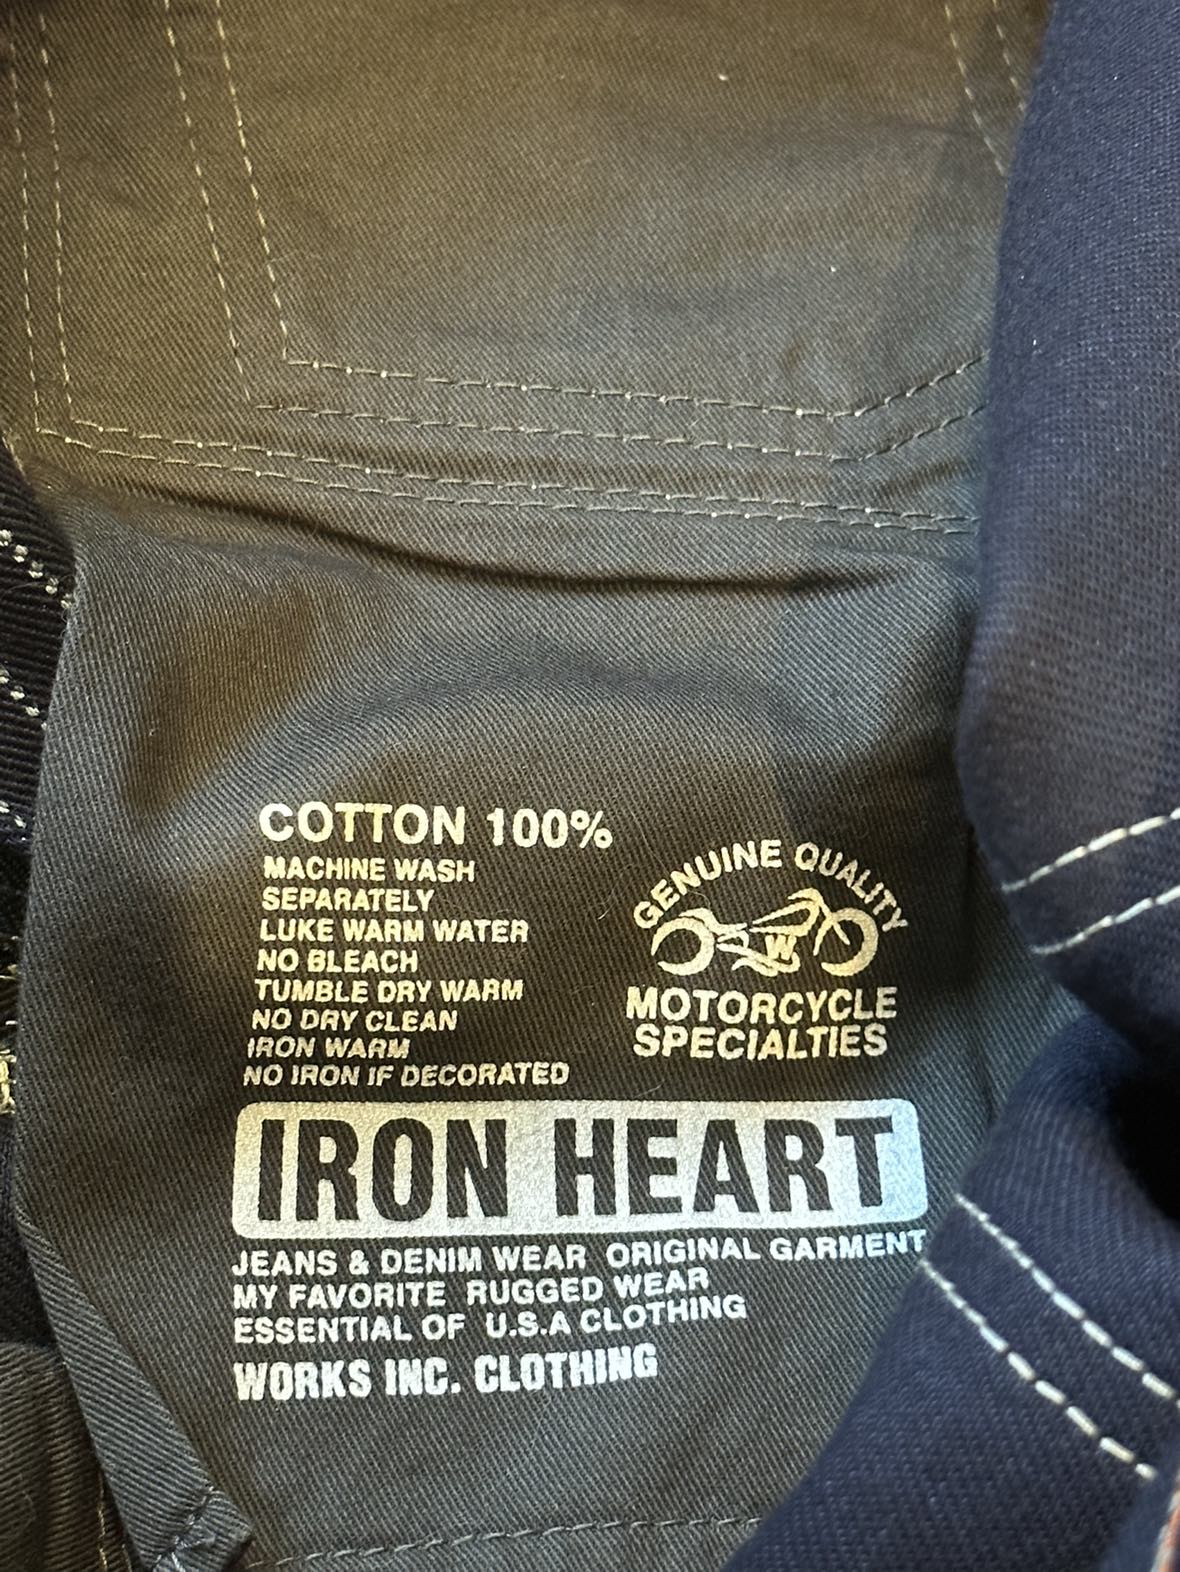 COTTON 100%
MACHINE WASH
SEPARATELY
LUKE WARM WATER
NO BLEACH
TUMBLE DRY WARM
NO DRY CLEAN
IRON WARM
NO IRON IF DECORATED
GENUINE QUALITY
W
MOTORCYCLE
SPECIALTIES
IRON HEART
JEANS & DENIM WEAR ORIGINAL GARMENT
MY FAVORITE RUGGED WEAR
ESSENTIAL OF U.S.A CLOTHING
WORKS INC. CLOTHING